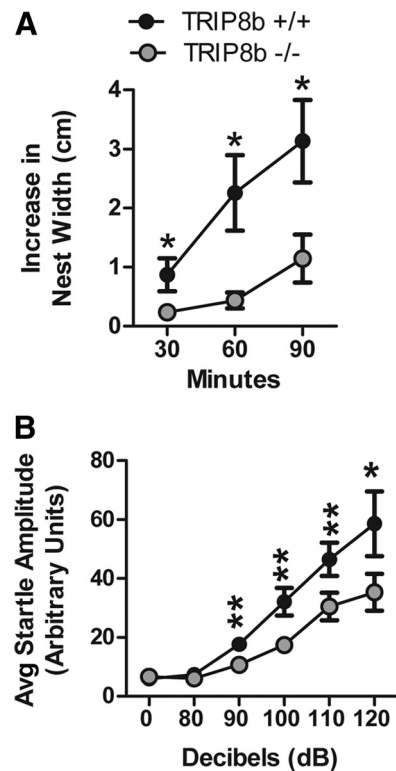 A
TRIP8b +/+
TRIP8b -/-
Increase in
Nest Width (cm)
4
3
2
1
0
*
*
*
30 60 90
Minutes
B
Avg Startle Amplitude
(Arbitrary Units)
80
60
40
20
0
**
**
**
*
0 80 90 100 110 120
Decibels (dB)